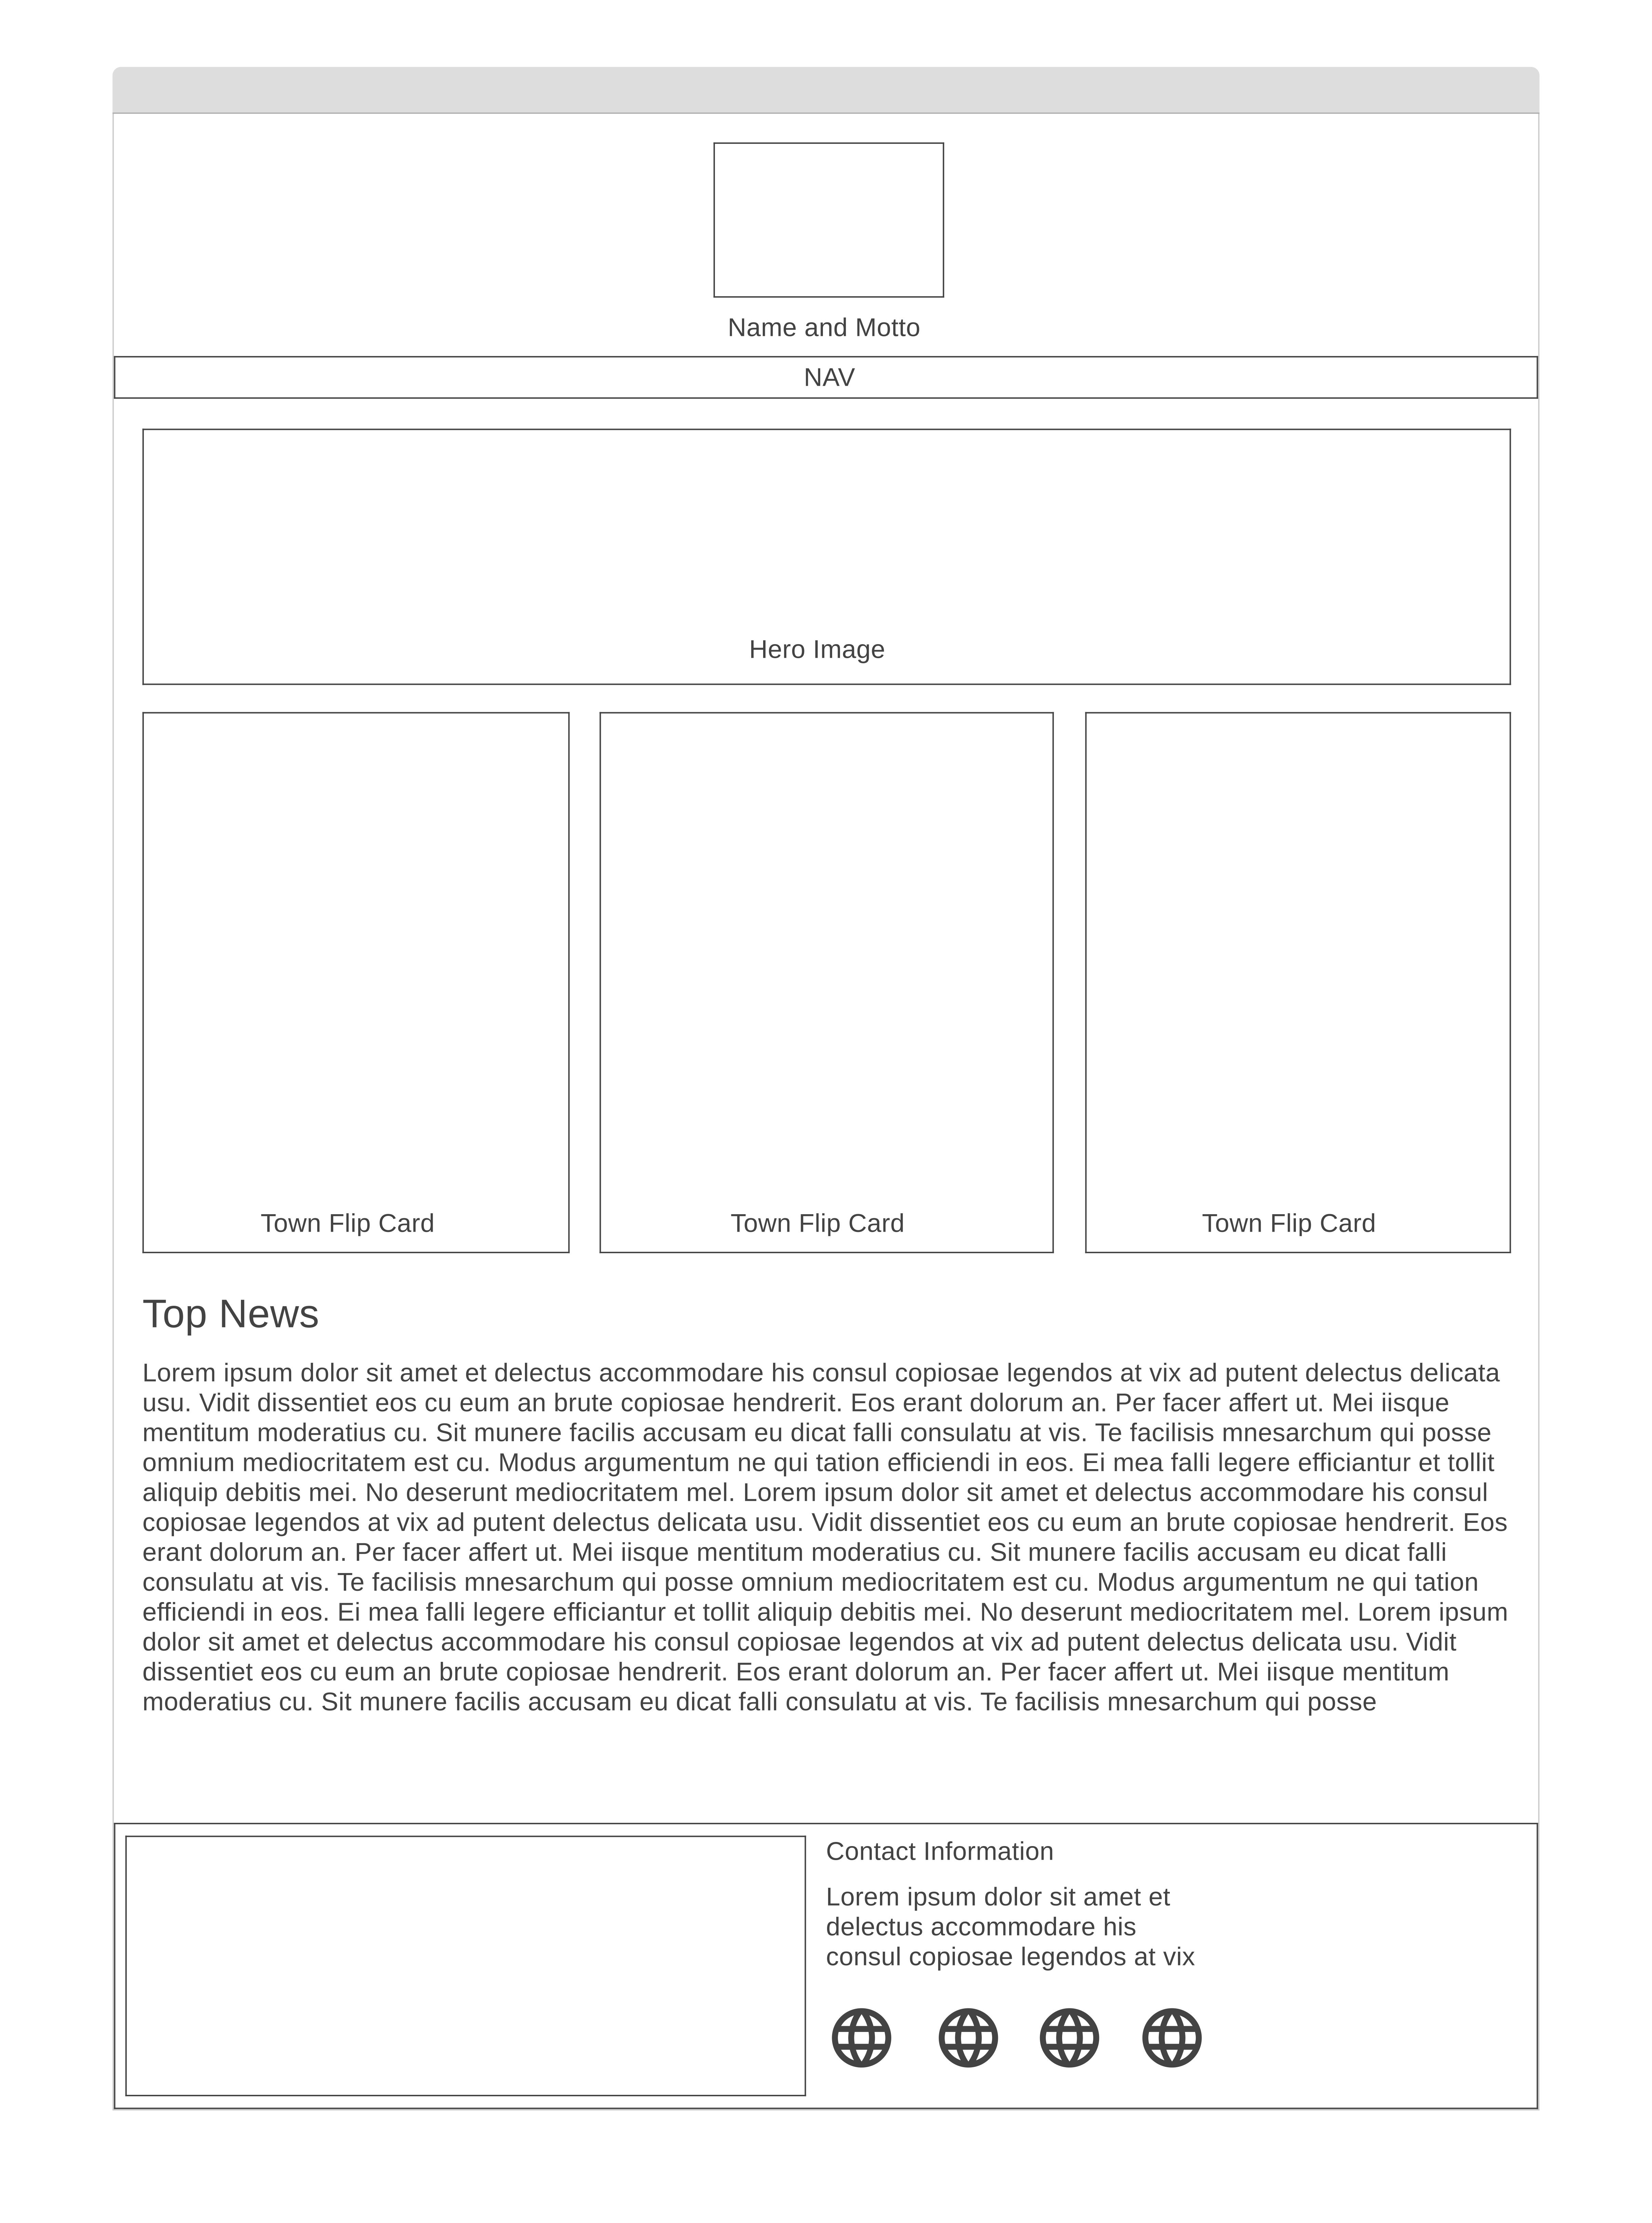 Name and Motto
NAV
Hero Image
Town Flip Card
Town Flip Card
Town Flip Card
Top News
Lorem ipsum dolor sit amet et delectus accommodare his consul copiosae legendos at vix ad putent delectus delicata
usu. Vidit dissentiet eos cu eum an brute copiosae hendrerit. Eos erant dolorum an. Per facer affert ut. Mei iisque
mentitum moderatius cu. Sit munere facilis accusam eu dicat falli consulatu at vis. Te facilisis mnesarchum qui posse
omnium mediocritatem est cu. Modus argumentum ne qui tation efficiendi in eos. Ei mea falli legere efficiantur et tollit
aliquip debitis mei. No deserunt mediocritatem mel. Lorem ipsum dolor sit amet et delectus accommodare his consul
copiosae legendos at vix ad putent delectus delicata usu. Vidit dissentiet eos cu eum an brute copiosae hendrerit. Eos
erant dolorum an. Per facer affert ut. Mei iisque mentitum moderatius cu. Sit munere facilis accusam eu dicat falli
consulatu at vis. Te facilisis mnesarchum qui posse omnium mediocritatem est cu. Modus argumentum ne qui tation
efficiendi in eos. Ei mea falli legere efficiantur et tollit aliquip debitis mei. No deserunt mediocritatem mel. Lorem ipsum
dolor sit amet et delectus accommodare his consul copiosae legendos at vix ad putent delectus delicata usu. Vidit
dissentiet eos cu eum an brute copiosae hendrerit. Eos erant dolorum an. Per facer affert ut. Mei iisque mentitum
moderatius cu. Sit munere facilis accusam eu dicat falli consulatu at vis. Te facilisis mnesarchum qui posse
Contact Information
Lorem ipsum dolor sit amet et
delectus accommodare his
consul copiosae legendos at vix